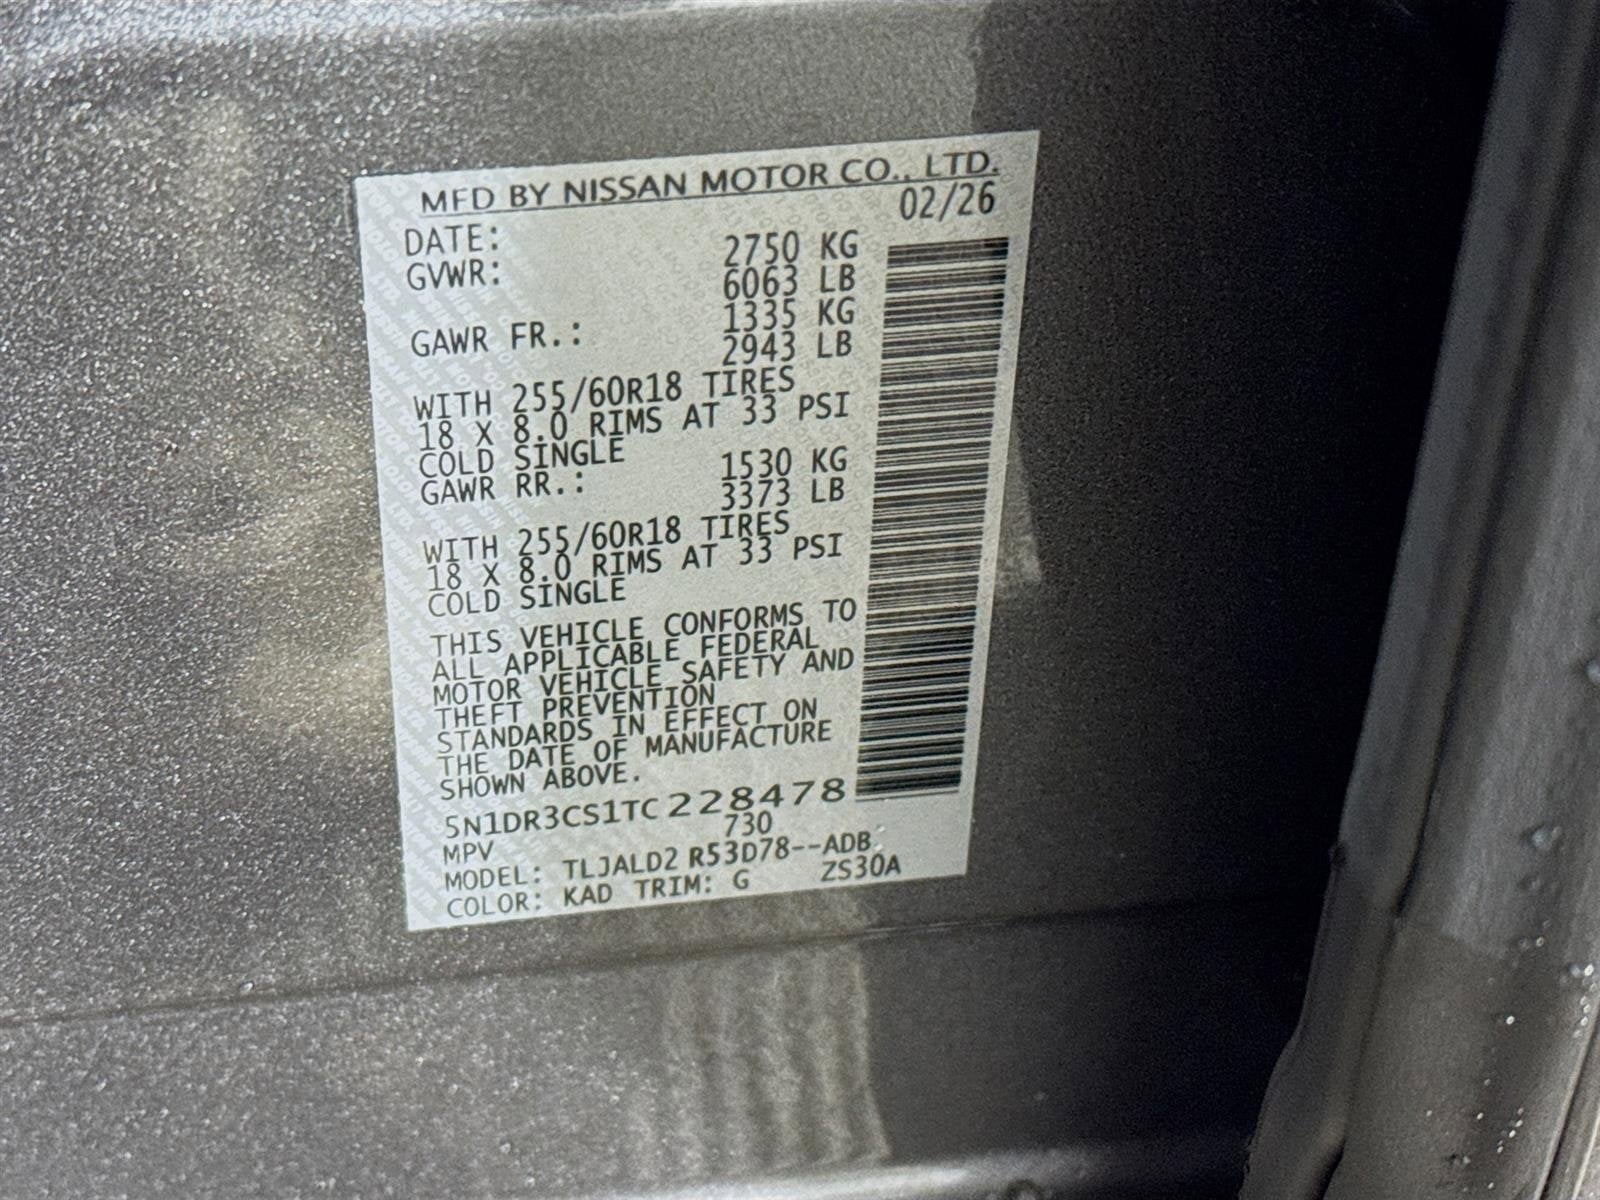 MFD BY NISSAN MOTOR CO., LTD.
DATE: 02/26
GVWR: 2750 KG
6063 LB
GAWR FR.: 1335 KG
2943 LB
WITH 255/60R18 TIRES
18 X 8.0 RIMS AT 33 PSI
COLD SINGLE
GAWR RR.: 1530 KG
3373 LB
WITH 255/60R18 TIRES
18 X 8.0 RIMS AT 33 PSI
COLD SINGLE
THIS VEHICLE CONFORMS TO
ALL APPLICABLE FEDERAL
MOTOR VEHICLE SAFETY AND
THEFT PREVENTION
STANDARDS IN EFFECT ON
THE DATE OF MANUFACTURE
SHOWN ABOVE.
5N1DR3CS1TC228478
MPV 730
MODEL: TLJALD2 R53D78--ADB
COLOR: KAD TRIM: G ZS30A